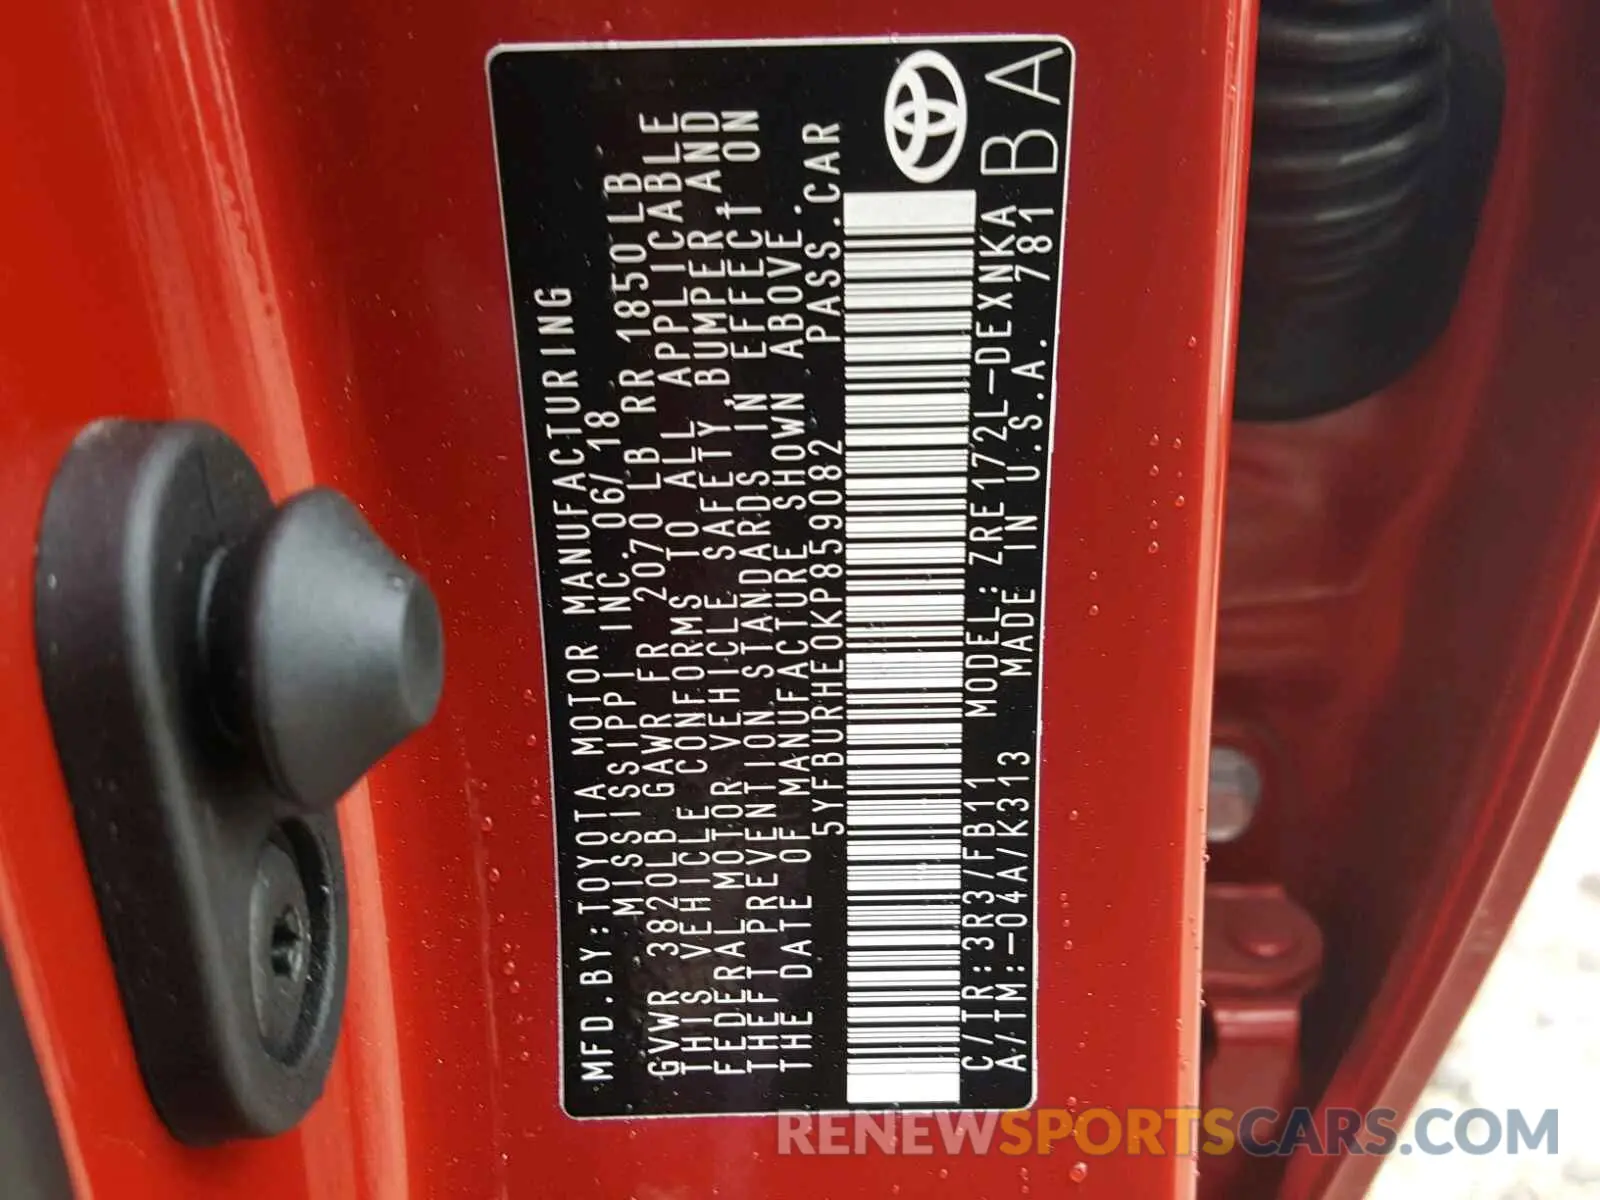 MFD.BY:TOYOTA MOTOR MANUFACTURING
MISSISSIPPI INC. 06/18
GVWR 3820LB GAWR FR 2070 LB RR 1850LB
THIS VEHICLE CONFORMS TO ALL APPLICABLE
FEDERAL MOTOR VEHICLE SAFETY,BUMPER,AND
THEFT PREVENTION STANDARDS IN EFFECT ON
THE DATE OF MANUFACTURE SHOWN ABOVE.
5YFBURHE0KP859082 PASS.CAR
C/TR:3R3/FB11 MODEL:ZRE172L-DEXNKA
A/TM:-04A/K313 MADE IN U.S.A. 781 BA
RENEWSPORTSCARS.COM